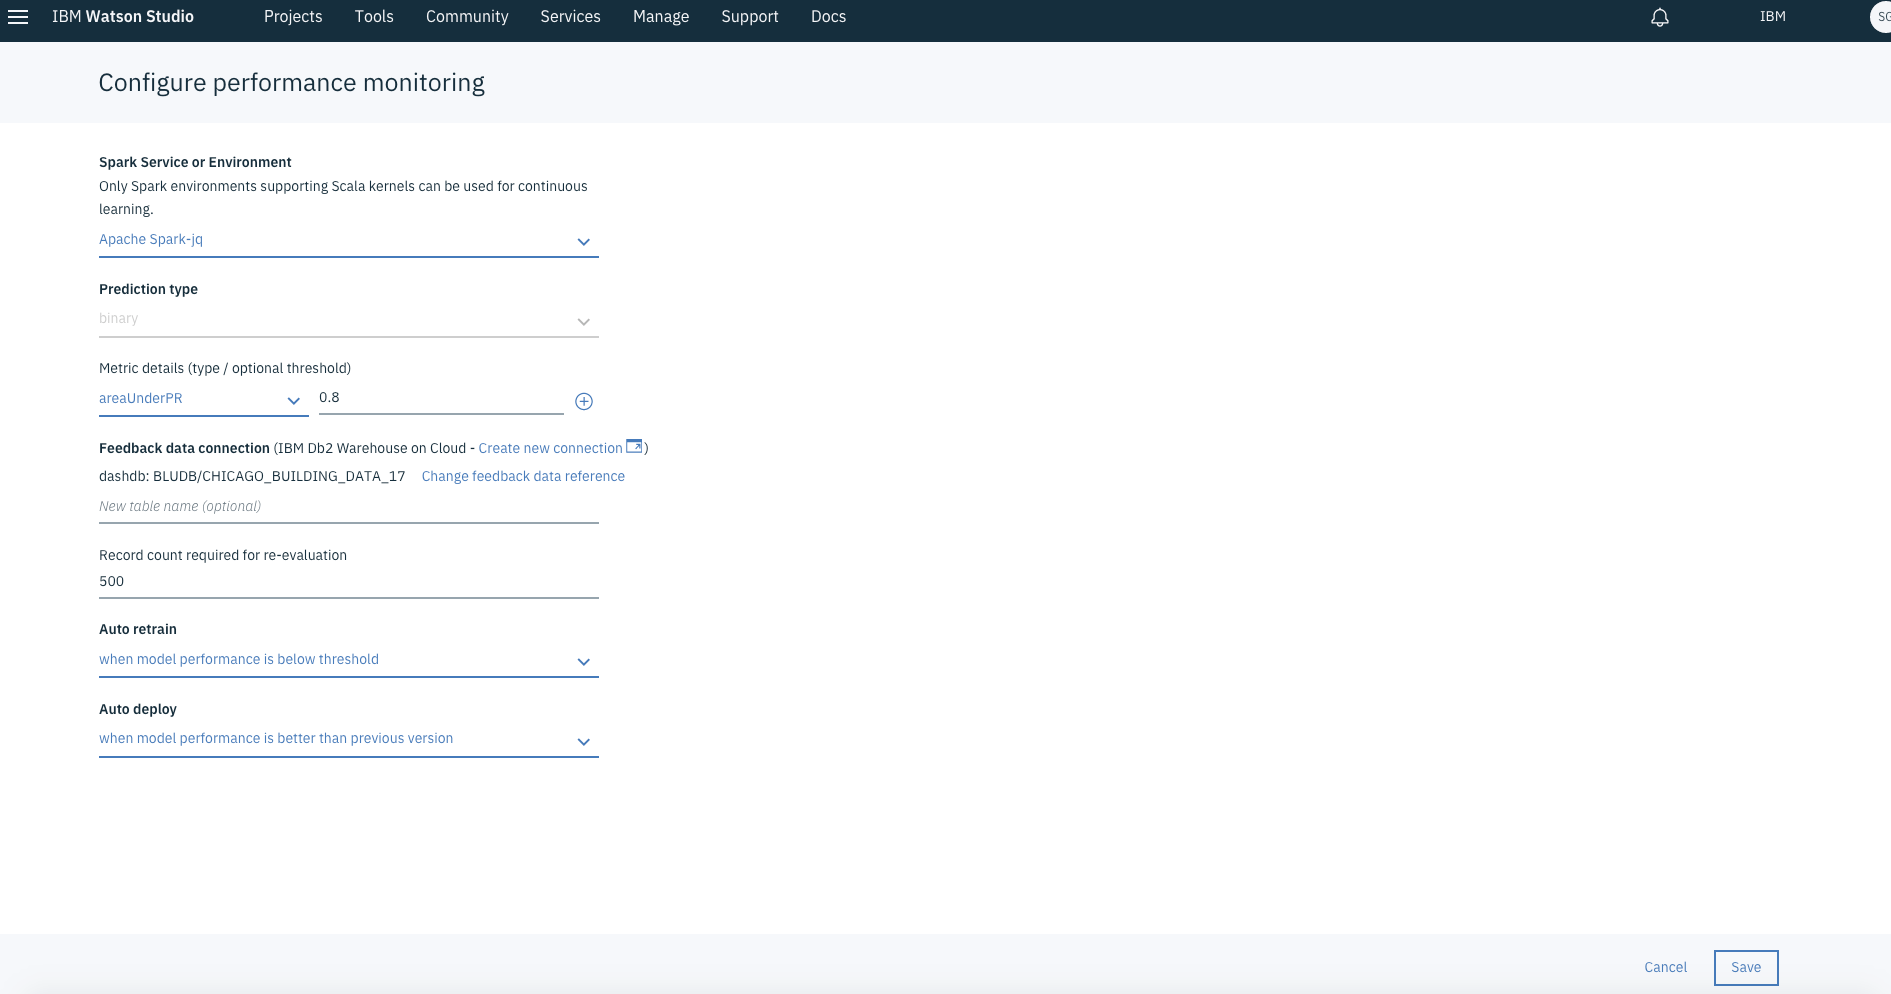 IBM Watson Studio Projects Tools Community Services Manage Support Docs IBM SG
Configure performance monitoring
Spark Service or Environment
Only Spark environments supporting Scala kernels can be used for continuous
learning.
Apache Spark-jq
Prediction type
binary
Metric details (type / optional threshold)
areaUnderPR 0.8
Feedback data connection (IBM Db2 Warehouse on Cloud - Create new connection )
dashdb: BLUDB/CHICAGO_BUILDING_DATA_17 Change feedback data reference
New table name (optional)
Record count required for re-evaluation
500
Auto retrain
when model performance is below threshold
Auto deploy
when model performance is better than previous version
Cancel Save